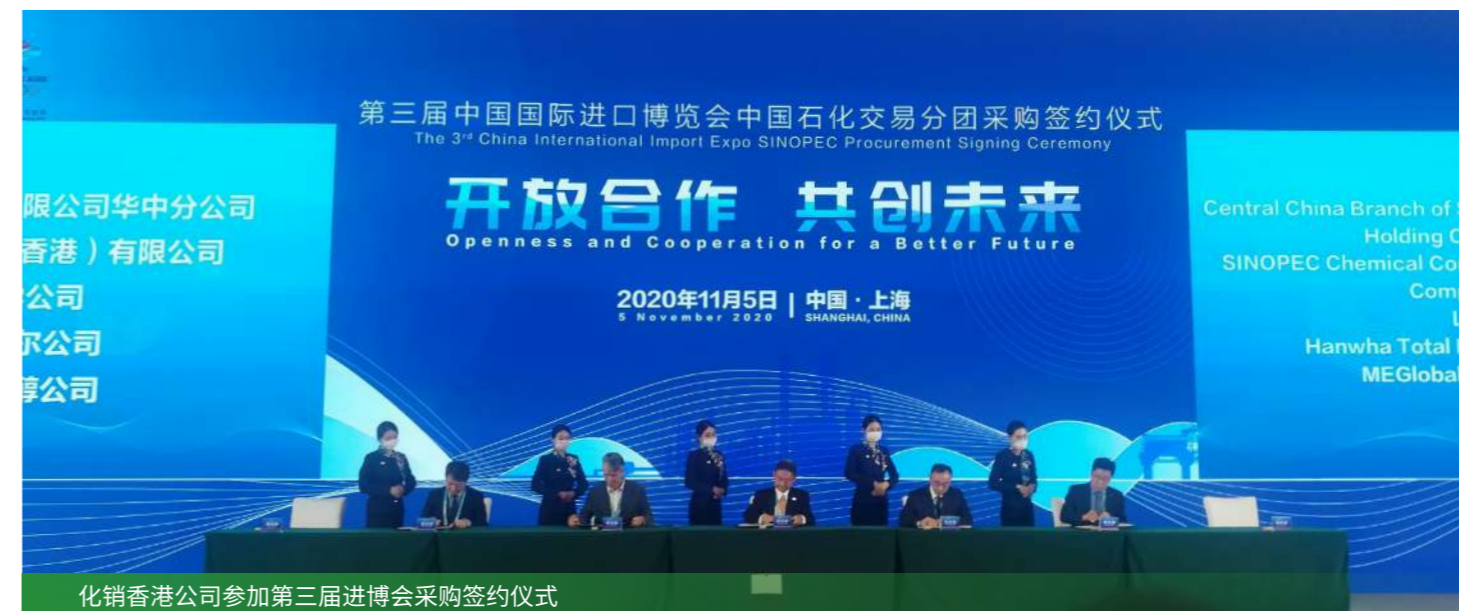 第三届中国国际进口博览会中国石化交易分团采购签约仪式
The 3rd China International Import Expo SINOPEC Procurement Signing Ceremony
开放合作 共创未来
Openness and Cooperation for a Better Future
2020年11月5日 | 中国·上海
5 November 2020 SHANGHAI, CHINA
限公司华中分公司
香港）有限公司
公司
尔公司
醇公司
Central China Branch of
Holding
SINOPEC Chemical
Hanwha Total
MEGlobal
化销香港公司参加第三届进博会采购签约仪式